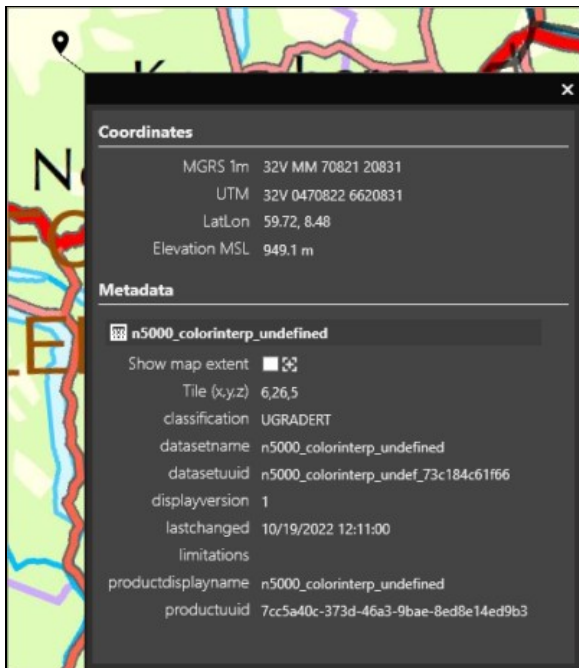 Coordinates
MGRS 1m 32V MM 70821 20831
UTM 32V 0470822 6620831
LatLon 59.72, 8.48
Elevation MSL 949.1 m
Metadata
n5000_colorinterp_undefined
Show map extent
Tile (x,y,z) 6,26,5
classification UGRADERT
datasetname n5000_colorinterp_undefined
datasetuuid n5000_colorinterp_undef_73c184c61f66
displayversion 1
lastchanged 10/19/2022 12:11:00
limitations
productdisplayname n5000_colorinterp_undefined
productuuid 7cc5a40c-373d-46a3-9bae-8ed8e14ed9b3